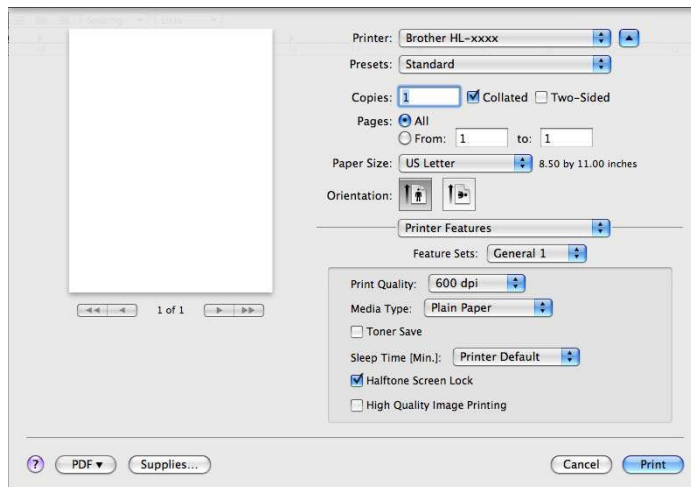 Spacing Lists
Printer: Brother HL-xxxx
Presets: Standard
Copies: 1 Collated Two-Sided
Pages: All
From: 1 to: 1
Paper Size: US Letter 8.50 by 11.00 inches
Orientation:
Printer Features
Feature Sets: General 1
Print Quality: 600 dpi
Media Type: Plain Paper
Toner Save
Sleep Time [Min.]: Printer Default
Halftone Screen Lock
High Quality Image Printing
1 of 1
? PDF▼ Supplies... Cancel Print